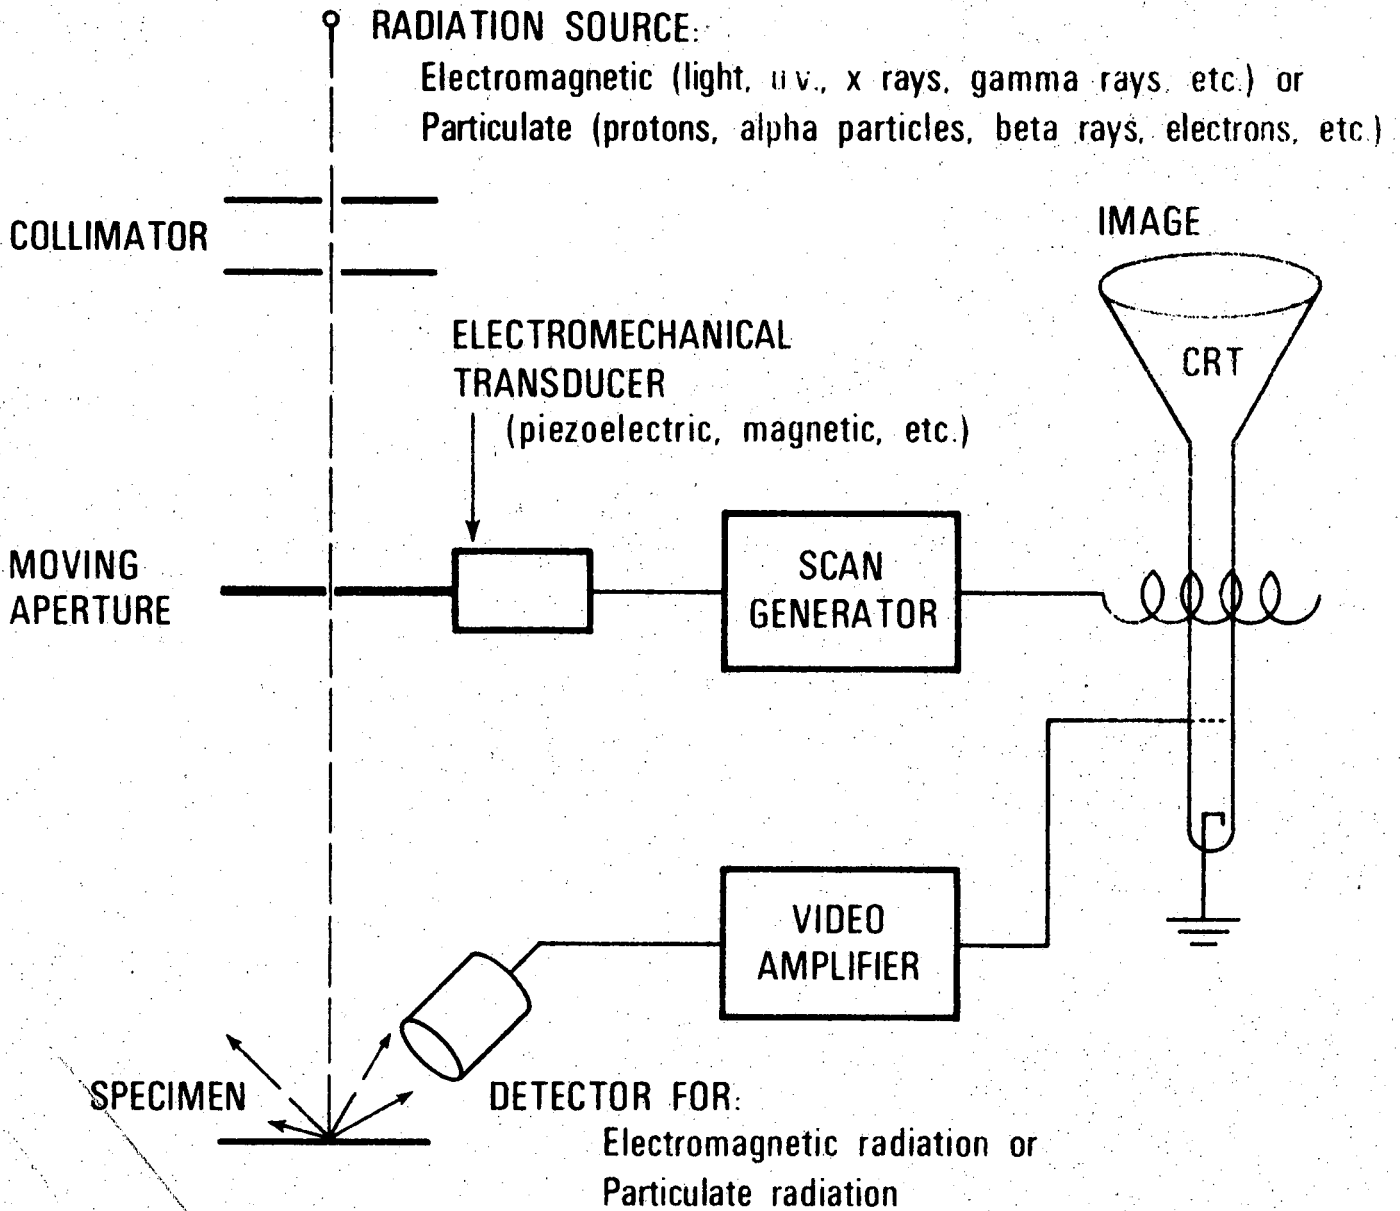 RADIATION SOURCE:
Electromagnetic (light, u v., x rays, gamma rays, etc.) or
Particulate (protons, alpha particles, beta rays, electrons, etc.)
COLLIMATOR
IMAGE
ELECTROMECHANICAL
TRANSDUCER
(piezoelectric, magnetic, etc.)
CRT
MOVING
APERTURE
SCAN
GENERATOR
VIDEO
AMPLIFIER
SPECIMEN
DETECTOR FOR:
Electromagnetic radiation or
Particulate radiation